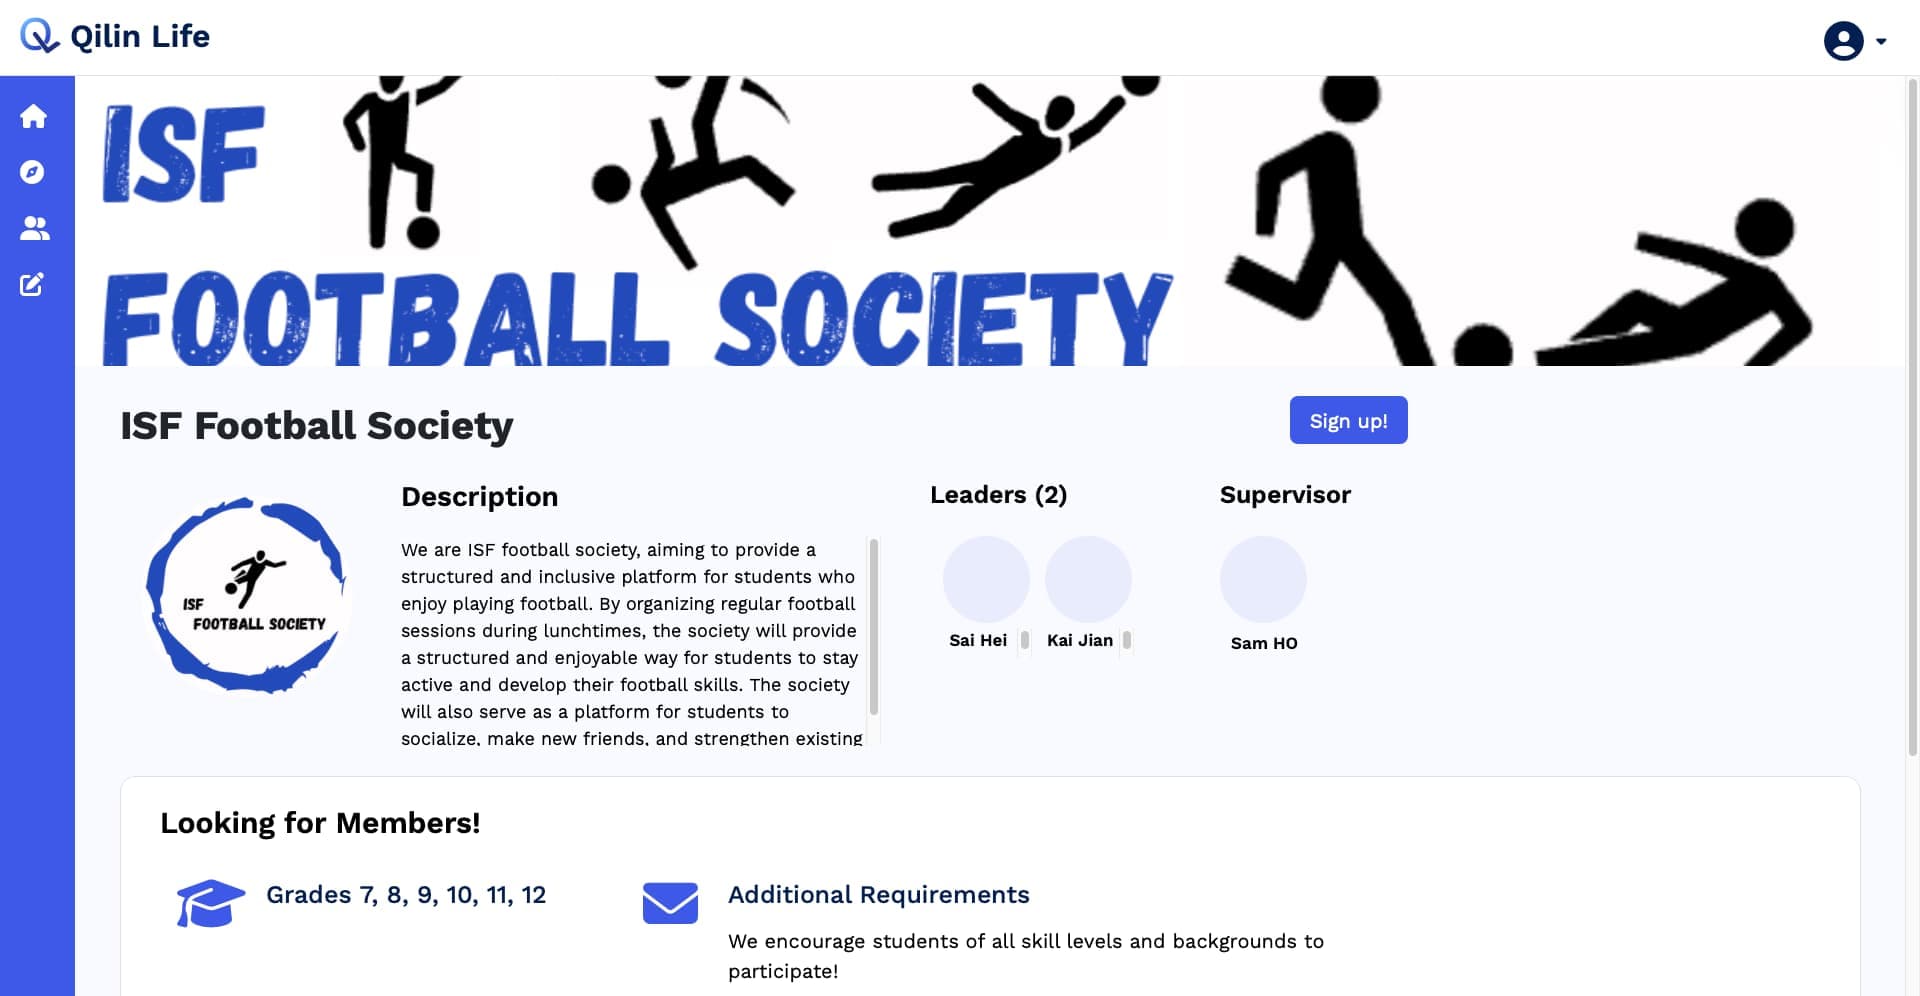 Qilin Life
ISF
FOOTBALL SOCIETY
ISF Football Society
Sign up!
ISF
FOOTBALL SOCIETY
Description
We are ISF football society, aiming to provide a
structured and inclusive platform for students who
enjoy playing football. By organizing regular football
sessions during lunchtimes, the society will provide
a structured and enjoyable way for students to stay
active and develop their football skills. The society
will also serve as a platform for students to
socialize, make new friends, and strengthen existing
Leaders (2)
Sai Hei
Kai Jian
Supervisor
Sam HO
Looking for Members!
Grades 7, 8, 9, 10, 11, 12
Additional Requirements
We encourage students of all skill levels and backgrounds to
participate!